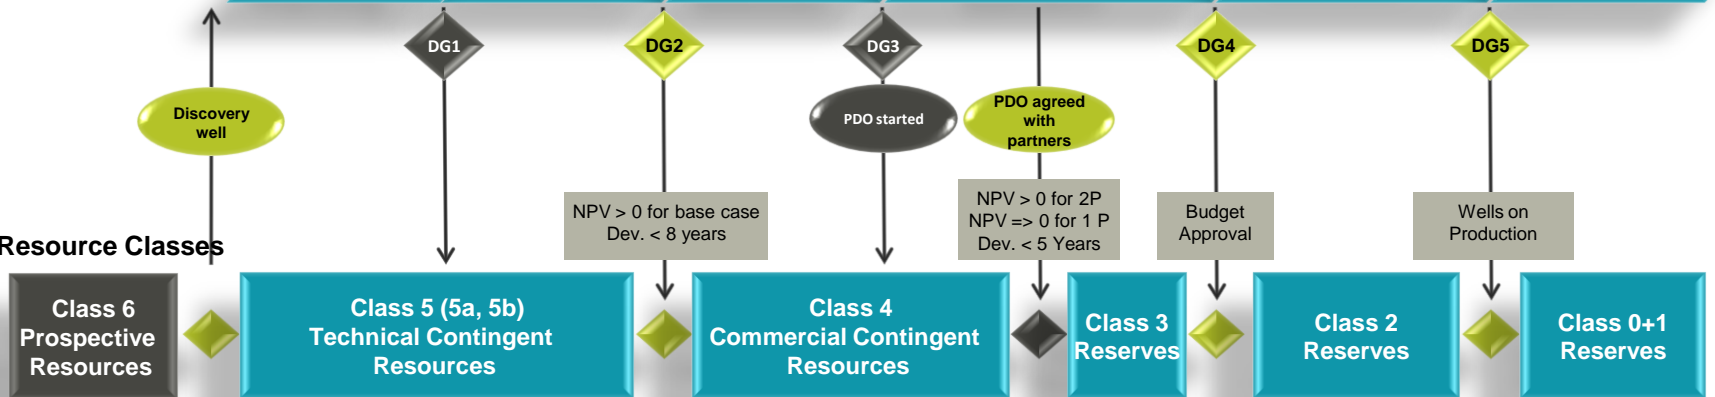 DG1
DG2
DG3
DG4
DG5
Discovery
well
PDO started
PDO agreed
with
partners
NPV > 0 for base case
Dev. < 8 years
NPV > 0 for 2P
NPV => 0 for 1 P
Dev. < 5 Years
Budget
Approval
Wells on
Production
Resource Classes
Class 6
Prospective
Resources
Class 5 (5a, 5b)
Technical Contingent
Resources
Class 4
Commercial Contingent
Resources
Class 3
Reserves
Class 2
Reserves
Class 0+1
Reserves